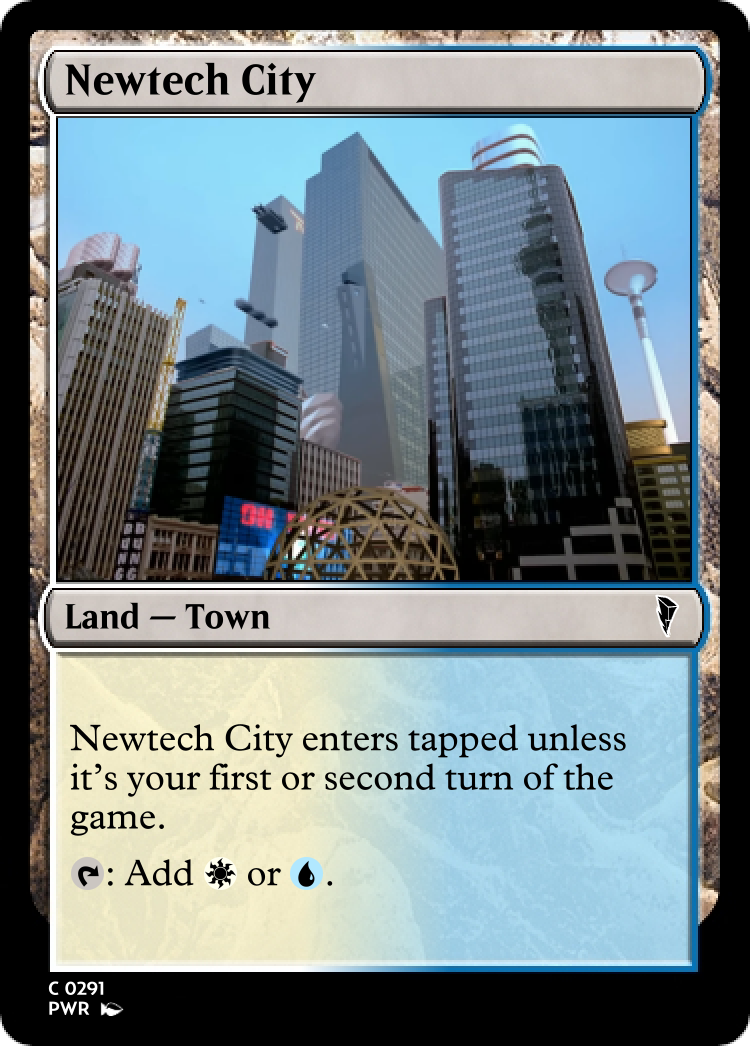 Newtech City
ON
Land — Town
Newtech City enters tapped unless
it's your first or second turn of the
game.
: Add or .
C 0291
PWR